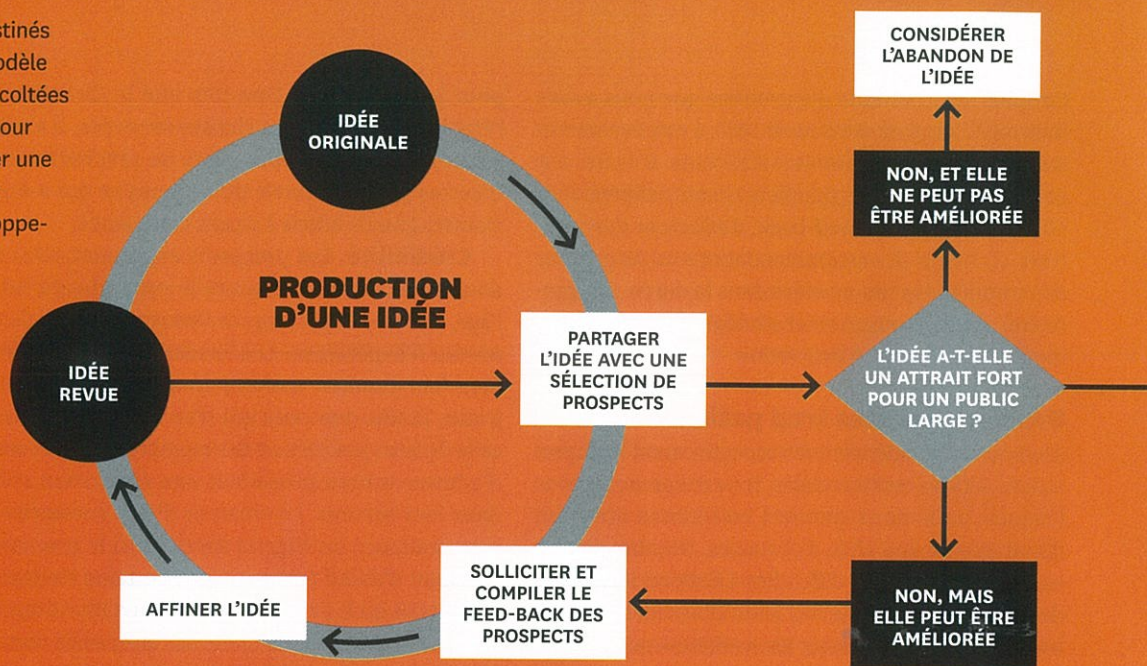 stinés
odèle
coltées
our
er une
oppe-
IDÉE
ORIGINALE
PRODUCTION
D'UNE IDÉE
IDÉE
REVUE
PARTAGER
L'IDÉE AVEC UNE
SÉLECTION DE
PROSPECTS
SOLLICITER ET
COMPILER LE
FEED-BACK DES
PROSPECTS
AFFINER L'IDÉE
CONSIDÉRER
L'ABANDON DE
L'IDÉE
NON, ET ELLE
NE PEUT PAS
ÊTRE AMÉLIORÉE
L'IDÉE A-T-ELLE
UN ATTRAIT FORT
POUR UN PUBLIC
LARGE ?
NON, MAIS
ELLE PEUT ÊTRE
AMÉLIORÉE